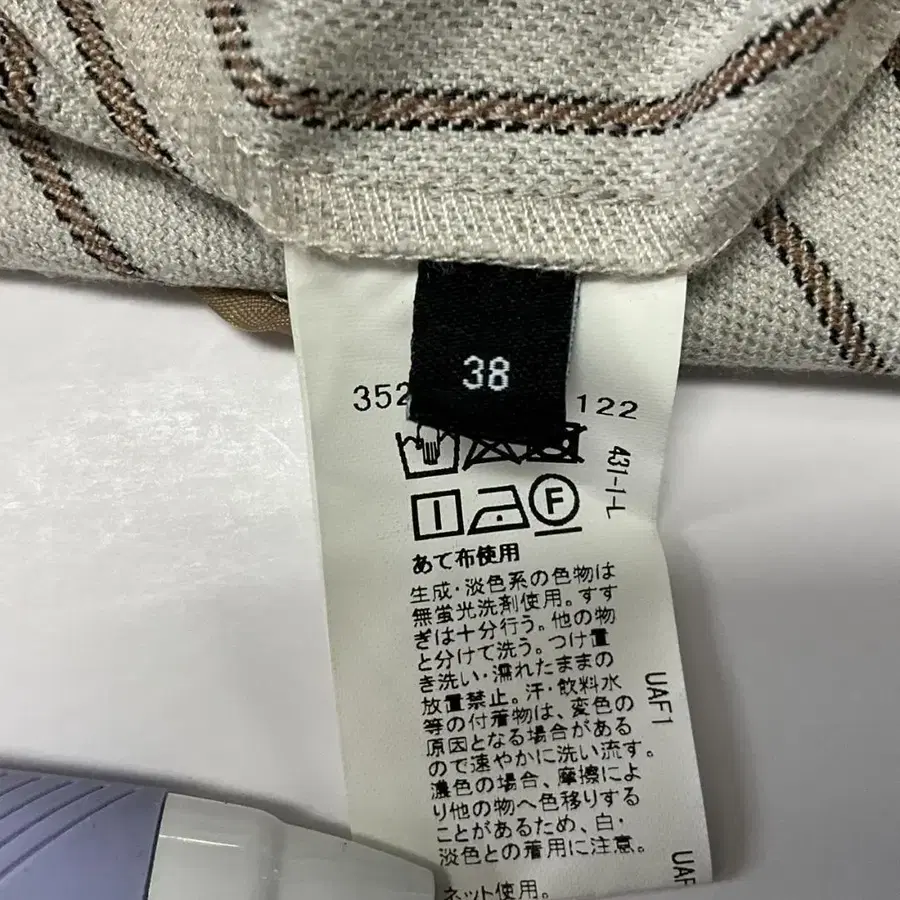 38
352
122
431-1-L
F
あて布使用
生成・淡色系の色物は
無蛍光洗剤使用。すす
ぎは十分行う。他の物
と分けて洗う。つけ置
き洗い・濡れたままの
放置禁止。汗・飲料水
等の付着物は、変色の
原因となる場合がある
ので速やかに洗い流す。
濃色の場合、摩擦によ
り他の物へ色移りする
ことがあるため、白・
淡色との着用に注意。
ネット使用。
UAF1
UAF